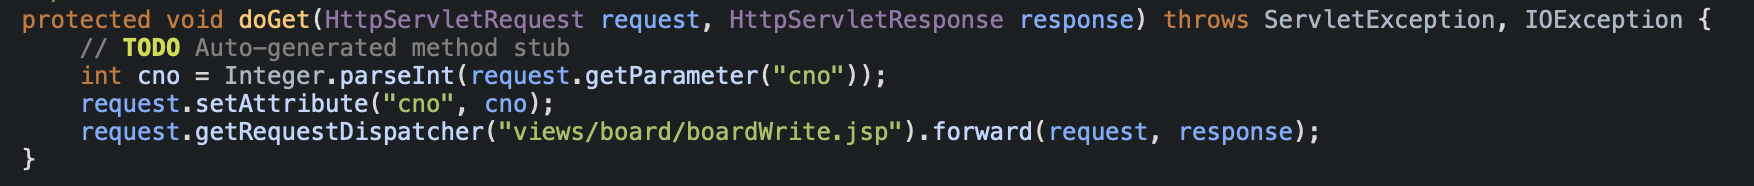 protected void doGet(HttpServletRequest request, HttpServletResponse response) throws ServletException, IOException {
// TODO Auto-generated method stub
int cno = Integer.parseInt(request.getParameter("cno"));
request.setAttribute("cno", cno);
request.getRequestDispatcher("views/board/boardWrite.jsp").forward(request, response);
}